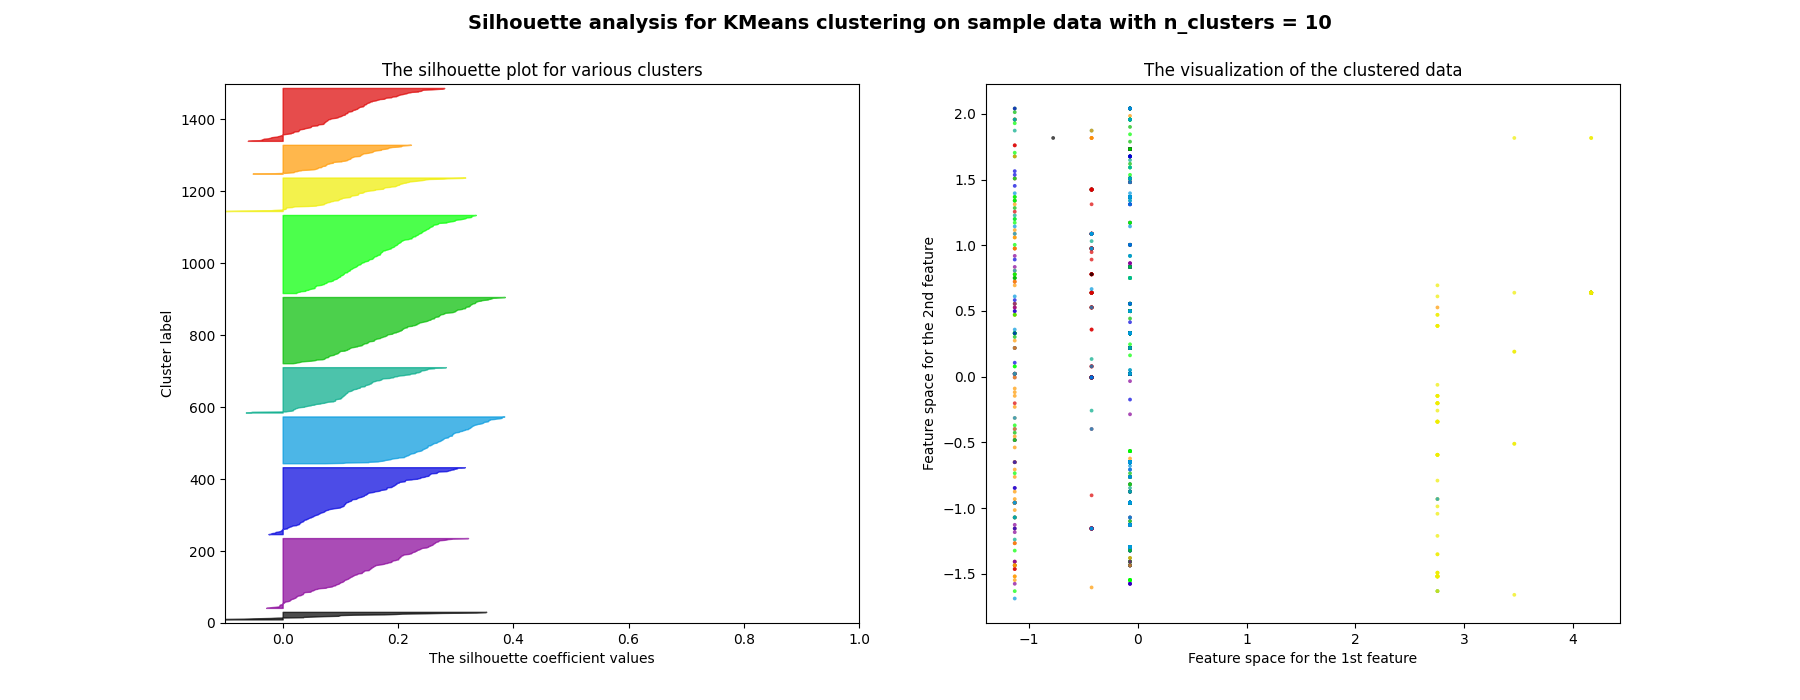 Silhouette analysis for KMeans clustering on sample data with n_clusters = 10
The silhouette plot for various clusters
Cluster label
1400
1200
1000
800
600
400
200
0
0.0 0.2 0.4 0.6 0.8 1.0
The silhouette coefficient values
The visualization of the clustered data
Feature space for the 2nd feature
2.0
1.5
1.0
0.5
0.0
−0.5
−1.0
−1.5
−1 0 1 2 3 4
Feature space for the 1st feature